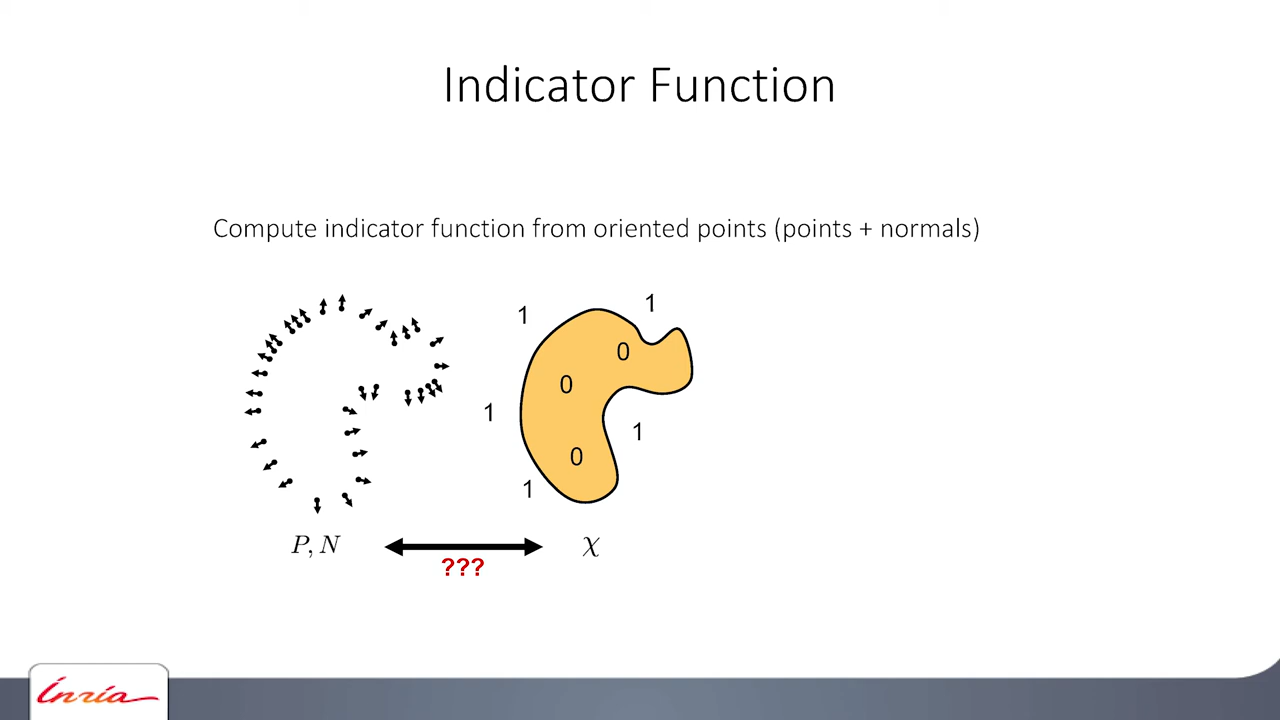 Indicator Function
Compute indicator function from oriented points (points + normals)
1
1
0
0
1
1
0
1
P, N
χ
???
Inria